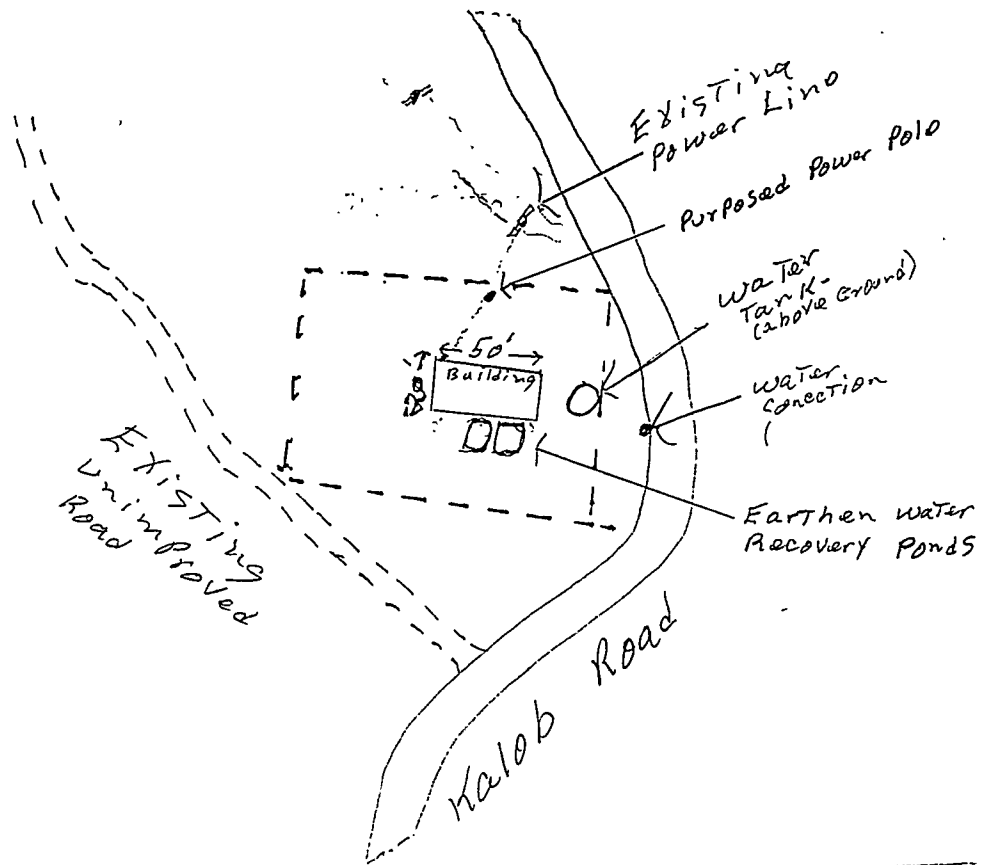 EXisTing
Power Line
Purposed Power Pole
Water
Tank-
(above Ground)
50'
Building
Water
Conection
Existing
unimproved
Road
Earthen Water
Recovery Ponds
Kalob Road